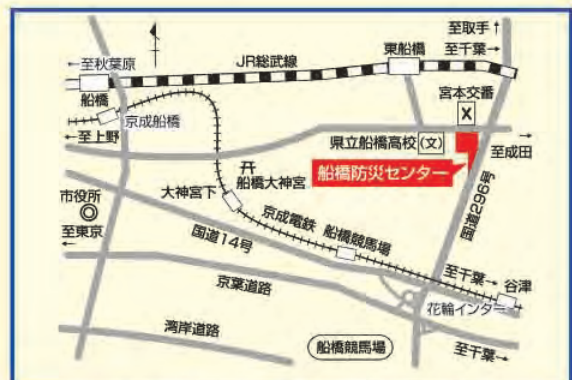 至取手↑
東船橋
至千葉→
JR総武線
←至秋葉原
船橋
宮本交番
X
京成船橋
←至上野
県立船橋高校
(文)
至成田
→
船橋防災センター
船橋大神宮
大神宮下
国道296号
市役所
京成電鉄
船橋競馬場
至東京
←
国道14号
至千葉→
谷津
京葉道路
花輪インター
湾岸道路
船橋競馬場
至千葉→